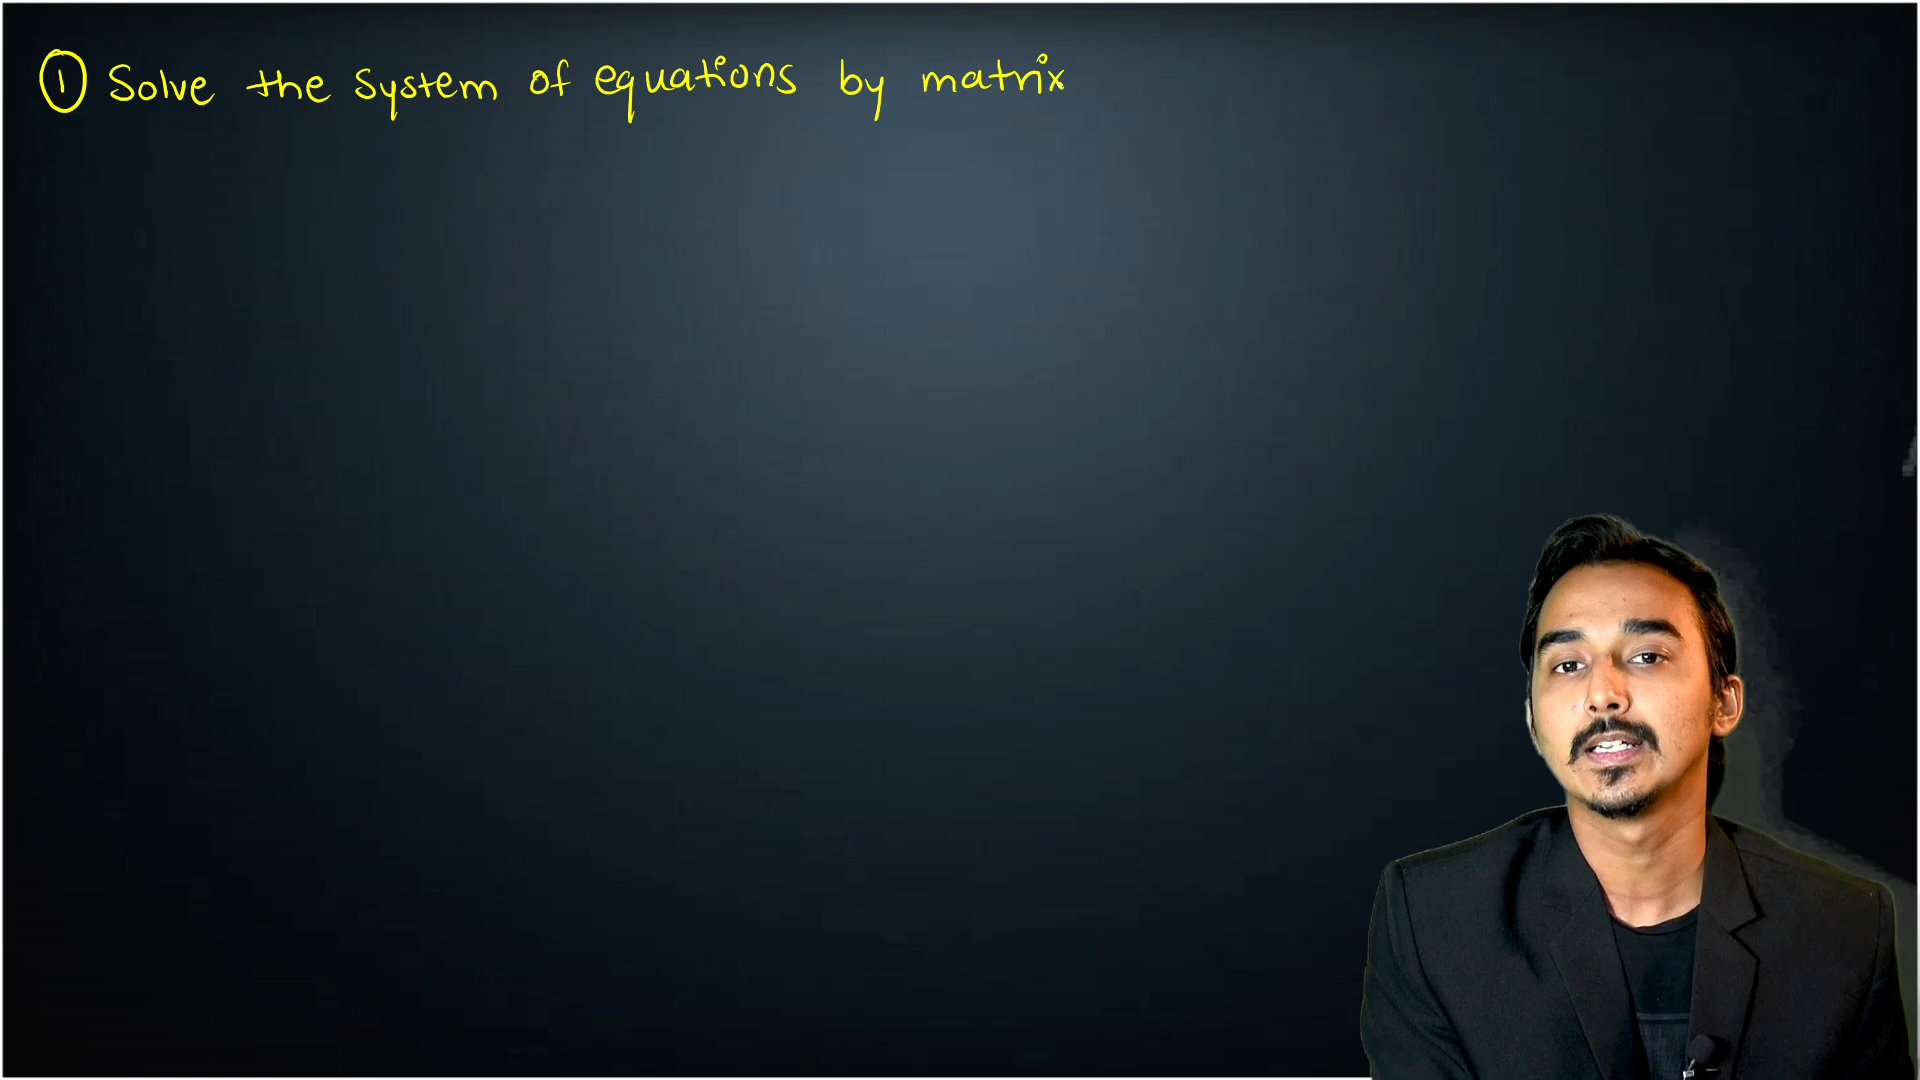 ① Solve the system of equations by matrix